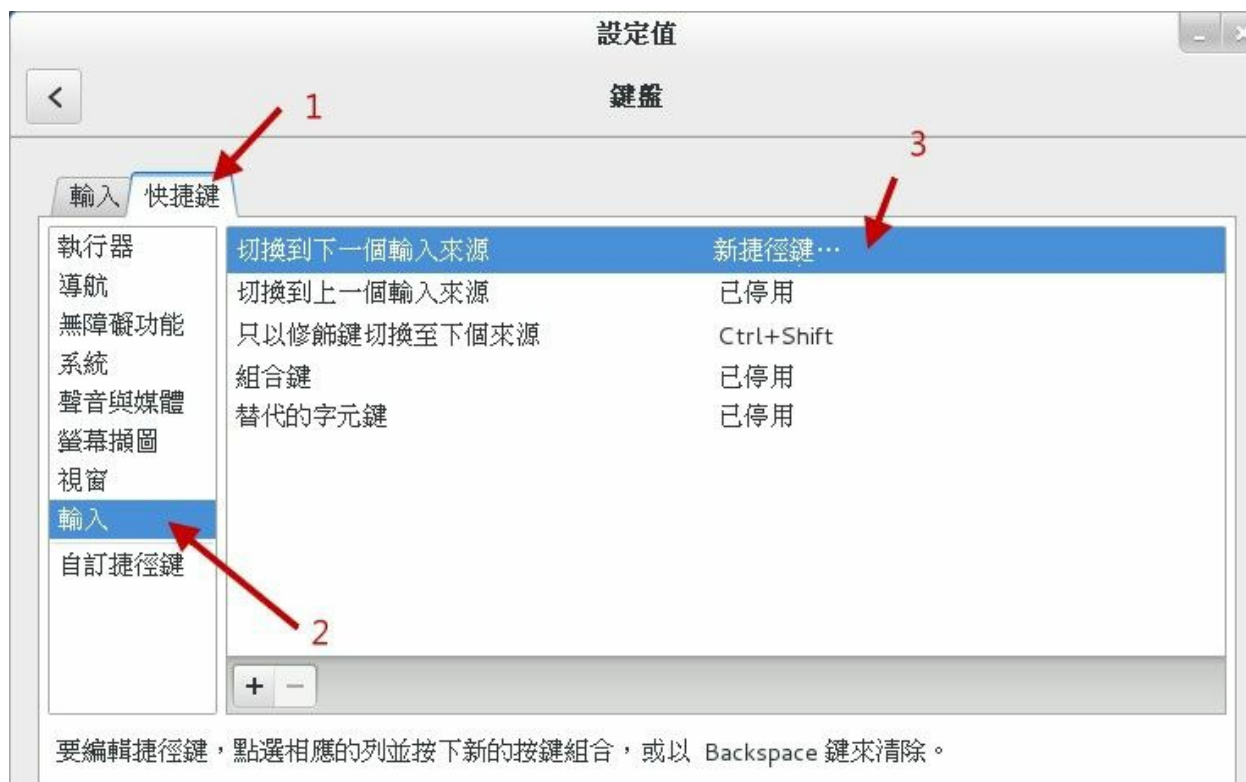 設定值
鍵盤
1
3
輸入 快捷鍵
執行器
導航
無障礙功能
系統
聲音與媒體
螢幕擷圖
視窗
輸入
自訂捷徑鍵
切換到下一個輸入來源 新捷徑鍵…
切換到上一個輸入來源 已停用
只以修飾鍵切換至下個來源 Ctrl+Shift
組合鍵 已停用
替代的字元鍵 已停用
2
要編輯捷徑鍵，點選相應的列並按下新的按鍵組合，或以 Backspace 鍵來清除。